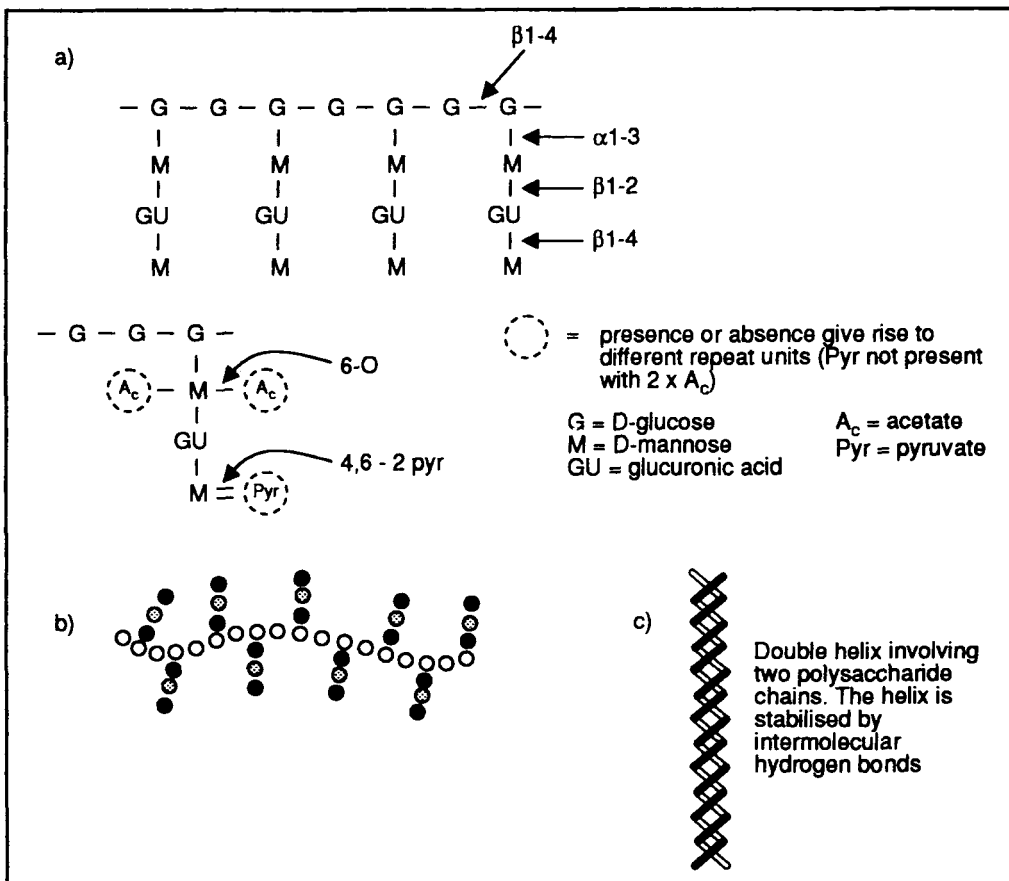 a)
β1-4
– G – G – G – G – G – G – G –
α1-3
M M M M
β1-2
GU GU GU GU
β1-4
M M M M
– G – G – G –
6-O
Ac – M – Ac
GU
4,6 - 2 pyr
M = Pyr
= presence or absence give rise to
different repeat units (Pyr not present
with 2 x Ac)
G = D-glucose
M = D-mannose
GU = glucuronic acid
Ac = acetate
Pyr = pyruvate
b)
c)
Double helix involving
two polysaccharide
chains. The helix is
stabilised by
intermolecular
hydrogen bonds